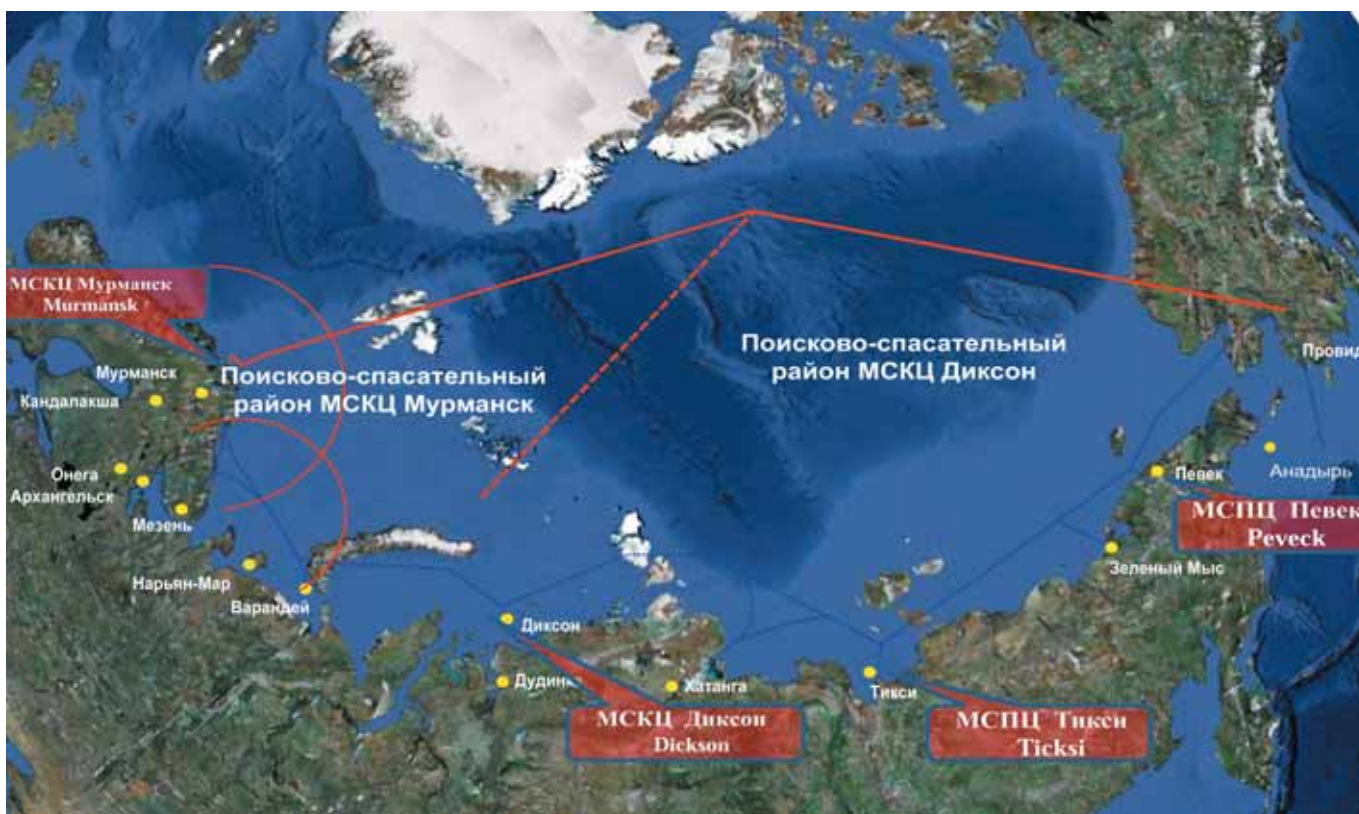 МСКЦ Мурманск
Murmansk
Мурманск
Кандалакша
Поисково-спасательный
район МСКЦ Мурманск
Поисково-спасательный
район МСКЦ Диксон
Провид
Онега
Архангельск
Мезень
Певек
Анадырь
МСПЦ Певек
Peveck
Нарьян-Мар
Варандей
Зеленый Мыс
Диксон
Дудинка
Хатанга
Тикси
МСКЦ Диксон
Dickson
МСПЦ Тикси
Ticksi